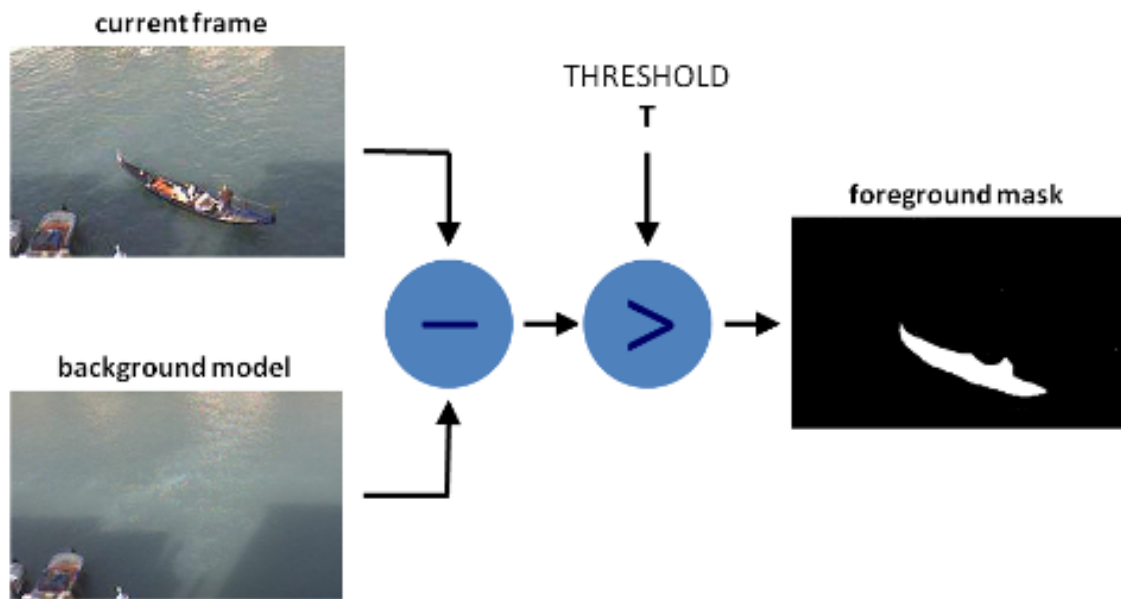 current frame
THRESHOLD
T
foreground mask
−
>
background model